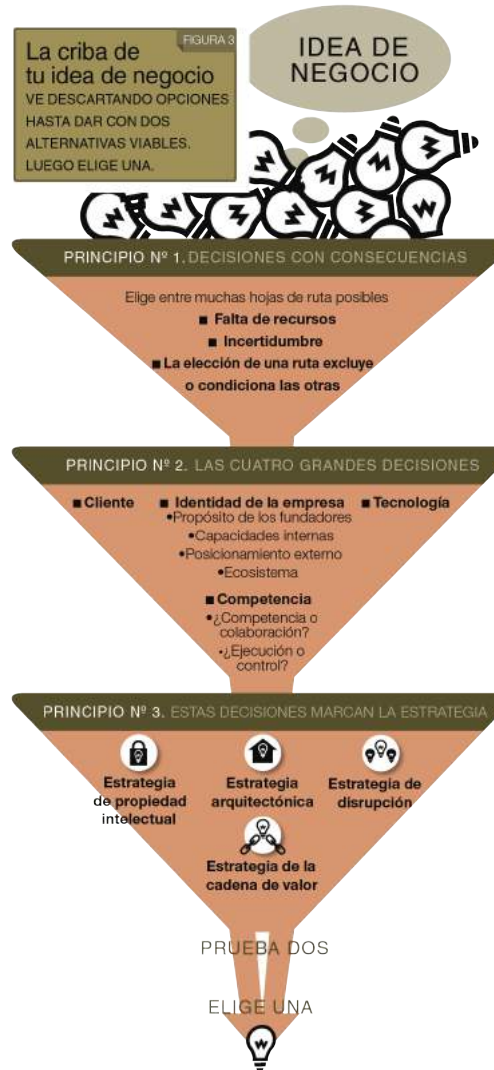 FIGURA 3
La criba de
tu idea de negocio
VE DESCARTANDO OPCIONES
HASTA DAR CON DOS
ALTERNATIVAS VIABLES.
LUEGO ELIGE UNA.
IDEA DE
NEGOCIO
PRINCIPIO Nº 1. DECISIONES CON CONSECUENCIAS
Elige entre muchas hojas de ruta posibles
■ Falta de recursos
■ Incertidumbre
■ La elección de una ruta excluye
o condiciona las otras
PRINCIPIO Nº 2. LAS CUATRO GRANDES DECISIONES
■ Cliente ■ Identidad de la empresa ■ Tecnología
•Propósito de los fundadores
•Capacidades internas
•Posicionamiento externo
•Ecosistema
■ Competencia
•¿Competencia o
colaboración?
•¿Ejecución o
control?
PRINCIPIO Nº 3. ESTAS DECISIONES MARCAN LA ESTRATEGIA
Estrategia
de propiedad
intelectual
Estrategia
arquitectónica
Estrategia de
disrupción
Estrategia de la
cadena de valor
PRUEBA DOS
ELIGE UNA